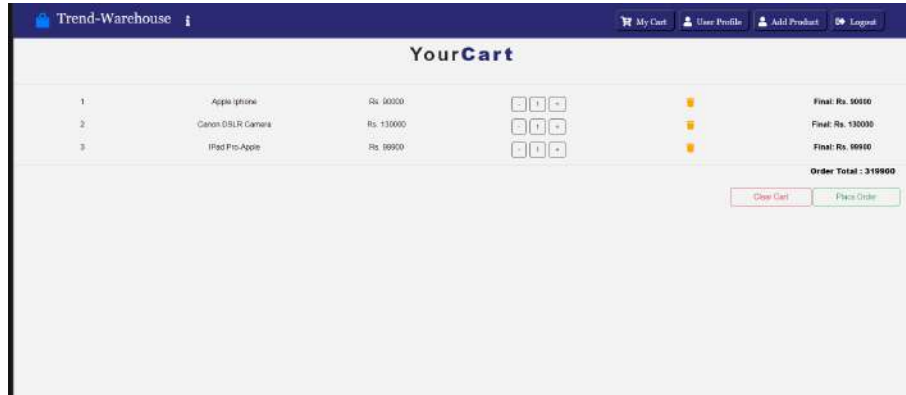 Trend-Warehouse i My Cart User Profile Add Product Logout
YourCart
1 Apple Iphone Rs. 90000 - 1 + Final: Rs. 90000
2 Canon DSLR Camera Rs. 130000 - 1 + Final: Rs. 130000
3 IPad Pro-Apple Rs. 99900 - 1 + Final: Rs. 99900
Order Total : 319900
Clear Cart Place Order